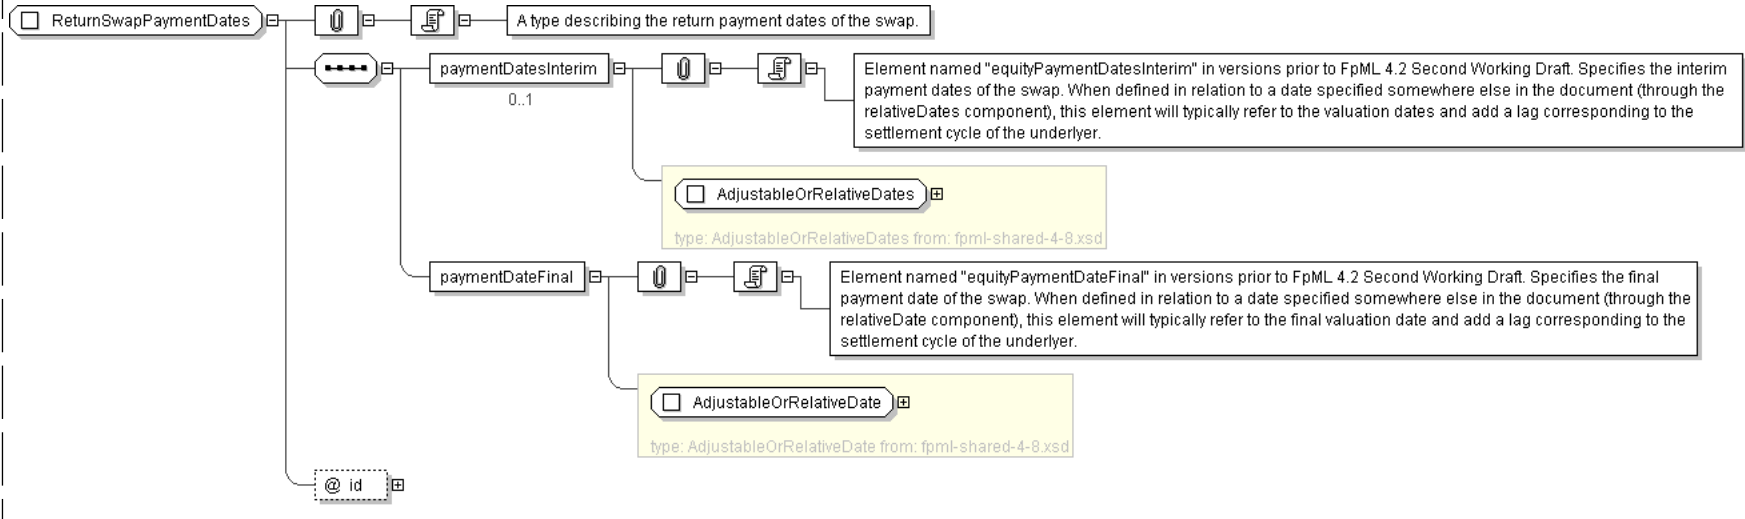 ReturnSwapPaymentDates
A type describing the return payment dates of the swap.
paymentDatesInterim
0..1
Element named "equityPaymentDatesInterim" in versions prior to FpML 4.2 Second Working Draft. Specifies the interim
payment dates of the swap. When defined in relation to a date specified somewhere else in the document (through the
relativeDates component), this element will typically refer to the valuation dates and add a lag corresponding to the
settlement cycle of the underlyer.
AdjustableOrRelativeDates
type: AdjustableOrRelativeDates from: fpml-shared-4-8.xsd
paymentDateFinal
Element named "equityPaymentDateFinal" in versions prior to FpML 4.2 Second Working Draft. Specifies the final
payment date of the swap. When defined in relation to a date specified somewhere else in the document (through the
relativeDate component), this element will typically refer to the final valuation date and add a lag corresponding to the
settlement cycle of the underlyer.
AdjustableOrRelativeDate
type: AdjustableOrRelativeDate from: fpml-shared-4-8.xsd
@ id